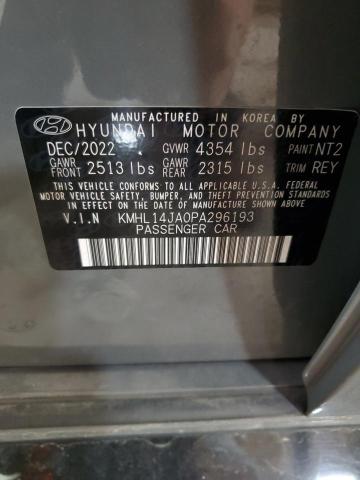 MANUFACTURED IN KOREA BY
HYUNDAI MOTOR COMPANY
DEC/2022 GVWR 4354 lbs PAINT NT2
GAWR FRONT 2513 lbs GAWR REAR 2315 lbs TRIM REY
THIS VEHICLE CONFORMS TO ALL APPLICABLE U.S.A. FEDERAL
MOTOR VEHICLE SAFETY, BUMPER, AND THEFT PREVENTION STANDARDS
IN EFFECT ON THE DATE OF MANUFACTURE SHOWN ABOVE.
V.I.N KMHL14JA0PA296193
PASSENGER CAR